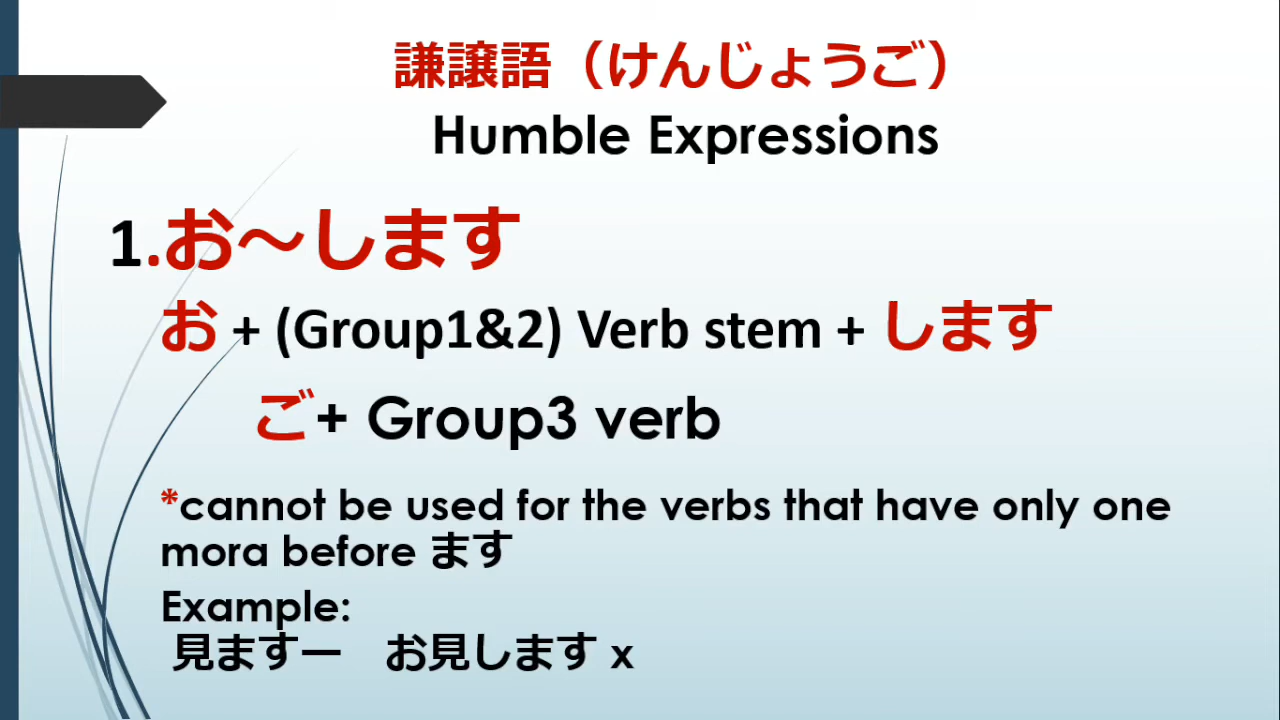 謙譲語（けんじょうご）
Humble Expressions
1.お～します
お + (Group1&2) Verb stem + します
ご+ Group3 verb
*cannot be used for the verbs that have only one
mora before ます
Example:
見ますー　お見します x